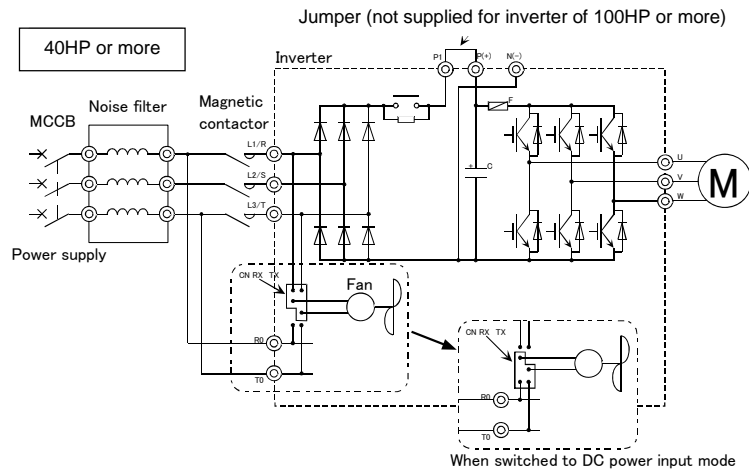 Jumper (not supplied for inverter of 100HP or more)
40HP or more
Inverter
P1
P(+)
N(-)
MCCB
Noise filter
Magnetic
contactor
F
L1/R
L2/S
L3/T
+
C
U
V
W
M
Power supply
CN RX TX
Fan
R0
T0
CN RX TX
R0
T0
When switched to DC power input mode